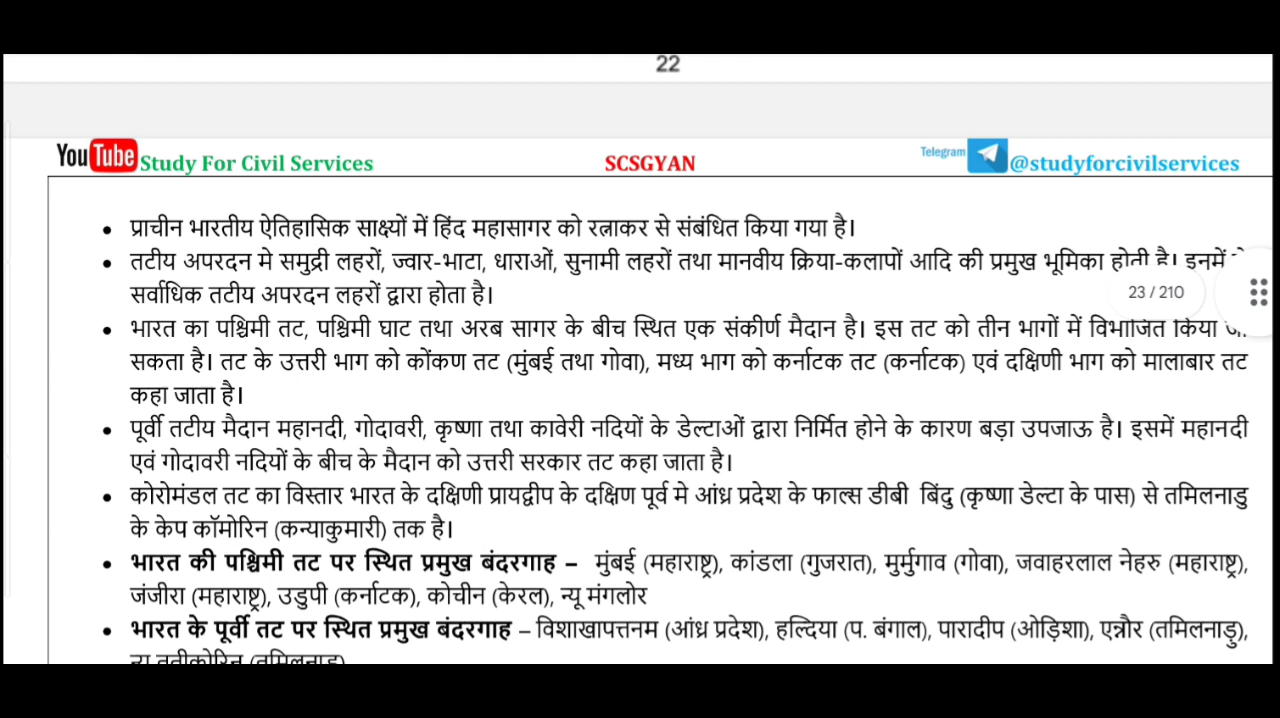 22
YouTube Study For Civil Services SCSGYAN Telegram @studyforcivilservices
• प्राचीन भारतीय ऐतिहासिक साक्ष्यों में हिंद महासागर को रत्नाकर से संबंधित किया गया है।
• तटीय अपरदन मे समुद्री लहरों, ज्वार-भाटा, धाराओं, सुनामी लहरों तथा मानवीय क्रिया-कलापों आदि की प्रमुख भूमिका होती है। इनमें
सर्वाधिक तटीय अपरदन लहरों द्वारा होता है।
23 / 210
• भारत का पश्चिमी तट, पश्चिमी घाट तथा अरब सागर के बीच स्थित एक संकीर्ण मैदान है। इस तट को तीन भागों में विभाजित किया जा
सकता है। तट के उत्तरी भाग को कोंकण तट (मुंबई तथा गोवा), मध्य भाग को कर्नाटक तट (कर्नाटक) एवं दक्षिणी भाग को मालाबार तट
कहा जाता है।
• पूर्वी तटीय मैदान महानदी, गोदावरी, कृष्णा तथा कावेरी नदियों के डेल्टाओं द्वारा निर्मित होने के कारण बड़ा उपजाऊ है। इसमें महानदी
एवं गोदावरी नदियों के बीच के मैदान को उत्तरी सरकार तट कहा जाता है।
• कोरोमंडल तट का विस्तार भारत के दक्षिणी प्रायद्वीप के दक्षिण पूर्व मे आंध्र प्रदेश के फाल्स डीबी बिंदु (कृष्णा डेल्टा के पास) से तमिलनाडु
के केप कॉमोरिन (कन्याकुमारी) तक है।
• भारत की पश्चिमी तट पर स्थित प्रमुख बंदरगाह – मुंबई (महाराष्ट्र), कांडला (गुजरात), मुर्मुगाव (गोवा), जवाहरलाल नेहरु (महाराष्ट्र),
जंजीरा (महाराष्ट्र), उडुपी (कर्नाटक), कोचीन (केरल), न्यू मंगलोर
• भारत के पूर्वी तट पर स्थित प्रमुख बंदरगाह – विशाखापत्तनम (आंध्र प्रदेश), हल्दिया (प. बंगाल), पारादीप (ओड़िशा), एन्नौर (तमिलनाडु),
न्यू तूतीकोरिन (तमिलनाडु)